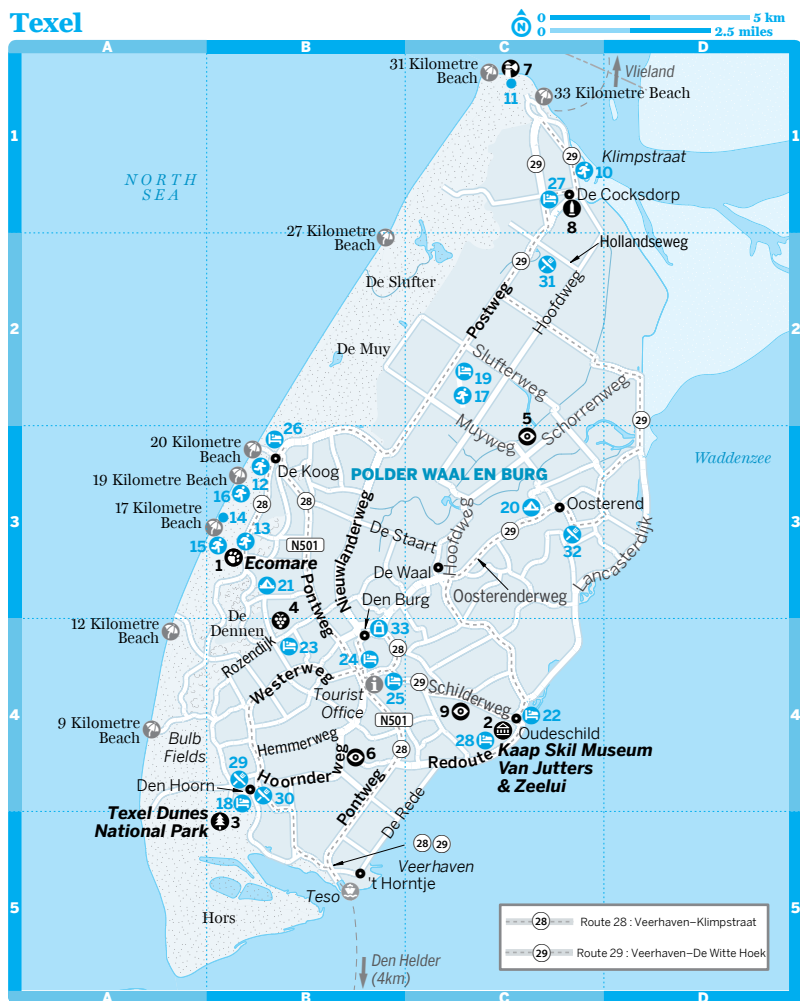 Texel
N
0 5 km
0 2.5 miles
A B C D
31 Kilometre
Beach
7
11
Vlieland
33 Kilometre Beach
1
1
29
29
Klimpstraat
10
NORTH
SEA
27
De Cocksdorp
8
27 Kilometre
Beach
Hollandseweg
29
31
De Slufter
Postweg
Hoofdweg
2
2
De Muy
Slufterweg
19
17
Muyweg
5
Schorrenweg
29
26
20 Kilometre
Beach
12
De Koog
19 Kilometre Beach
16
28
28
POLDER WAAL EN BURG
Waddenzee
17 Kilometre
Beach
14
13
15
20
Oosterend
3
3
Nieuwlanderweg
De Staart
Hoofdweg
29
32
N501
1 Ecomare
De Waal
Lancasterdijk
21
Pontweg
Oosterenderweg
Den Burg
De
Dennen
4
12 Kilometre
Beach
33
Rozendijk
23
28
24
Westerweg
Tourist
Office
25
29
Schilderweg
4
4
N501
9
2
22
Oudeschild
9 Kilometre
Beach
Bulb
Fields
Hemmerweg
28
28
Kaap Skil Museum
Van Jutters
& Zeelui
29
6
Hoornder
weg
Redoute
Den Hoorn
30
18
Pontweg
De Rede
Texel Dunes
National Park
3
28 29
Veerhaven
't Horntje
Teso
5
5
Hors
28 Route 28 : Veerhaven–Klimpstraat
29 Route 29 : Veerhaven–De Witte Hoek
Den Helder
(4km)
A B C D